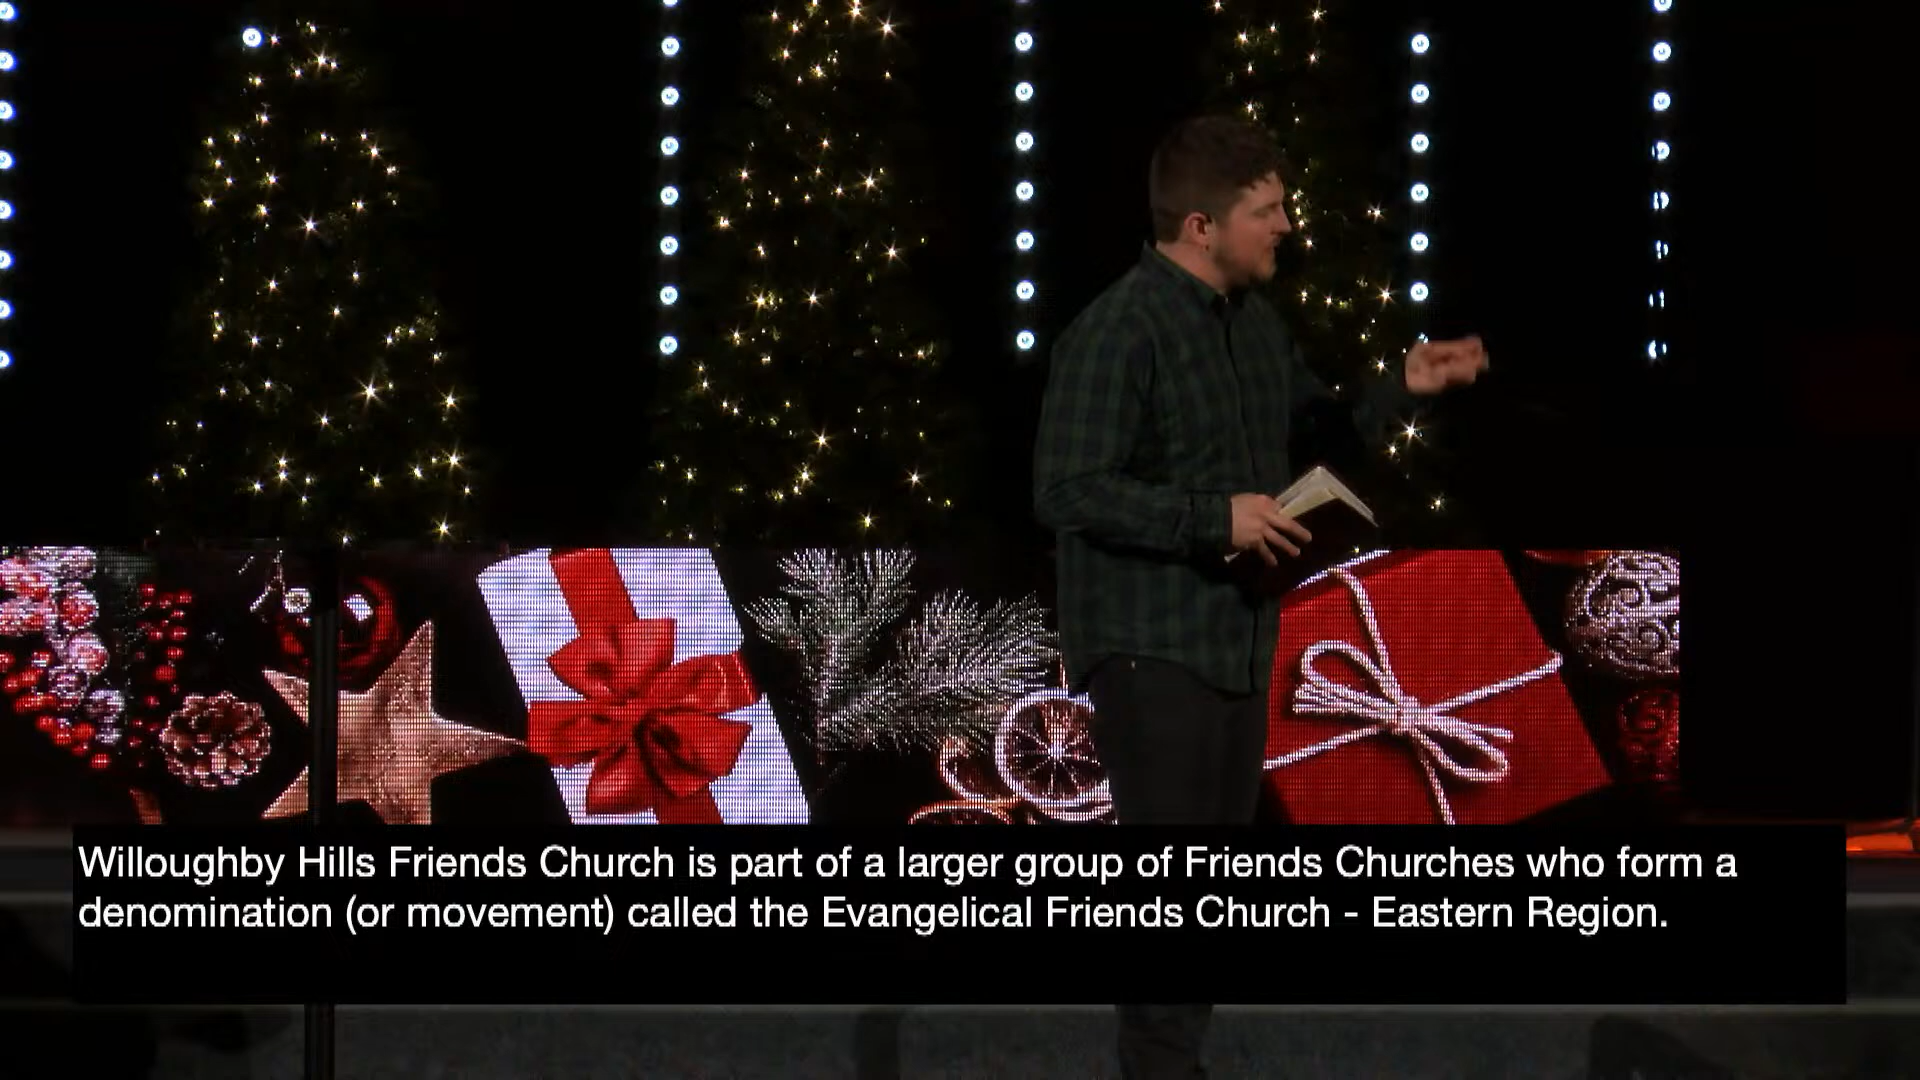 Willoughby Hills Friends Church is part of a larger group of Friends Churches who form a
denomination (or movement) called the Evangelical Friends Church - Eastern Region.